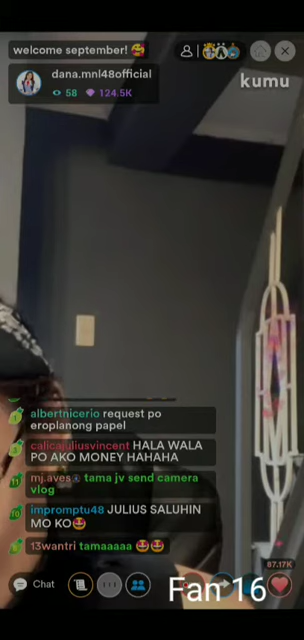 welcome september! 🥰
dana.mnl48official
58 124.5K
kumu
albertnicerio request po
eroplanong papel
calicajuliusvincent HALA WALA
PO AKO MONEY HAHAHA
mj.aves tama jv send camera
vlog
impromptu48 JULIUS SALUHIN
MO KO🤩
13wantri tamaaaaa 🤩🤩
87.17K
Chat
Fan 16